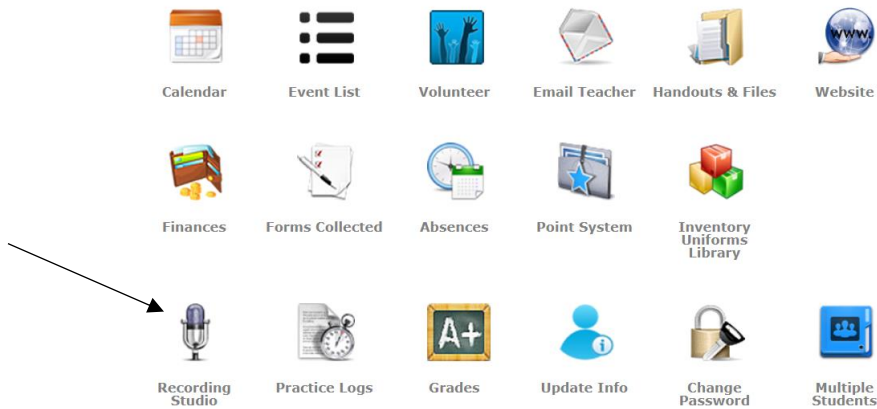 www.
Calendar Event List Volunteer Email Teacher Handouts & Files Website
Finances Forms Collected Absences Point System Inventory
Uniforms
Library
A+
Recording Practice Logs Grades Update Info Change Multiple
Studio Password Students